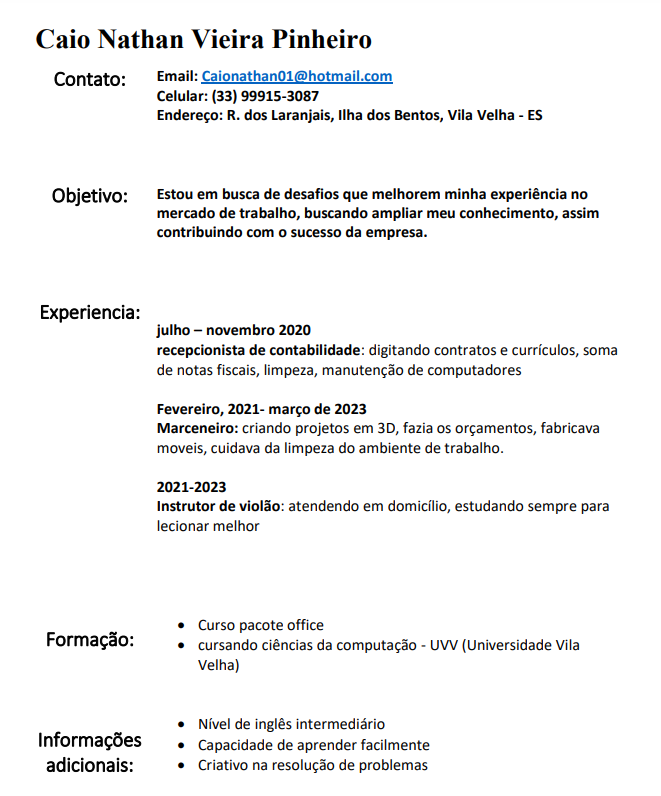 Caio Nathan Vieira Pinheiro
Contato:
Email: Caionathan01@hotmail.com
Celular: (33) 99915-3087
Endereço: R. dos Laranjais, Ilha dos Bentos, Vila Velha - ES
Objetivo:
Estou em busca de desafios que melhorem minha experiência no
mercado de trabalho, buscando ampliar meu conhecimento, assim
contribuindo com o sucesso da empresa.
Experiencia:
julho – novembro 2020
recepcionista de contabilidade: digitando contratos e currículos, soma
de notas fiscais, limpeza, manutenção de computadores
Fevereiro, 2021- março de 2023
Marceneiro: criando projetos em 3D, fazia os orçamentos, fabricava
moveis, cuidava da limpeza do ambiente de trabalho.
2021-2023
Instrutor de violão: atendendo em domicílio, estudando sempre para
lecionar melhor
Formação:
• Curso pacote office
• cursando ciências da computação - UVV (Universidade Vila
Velha)
Informações
adicionais:
• Nível de inglês intermediário
• Capacidade de aprender facilmente
• Criativo na resolução de problemas